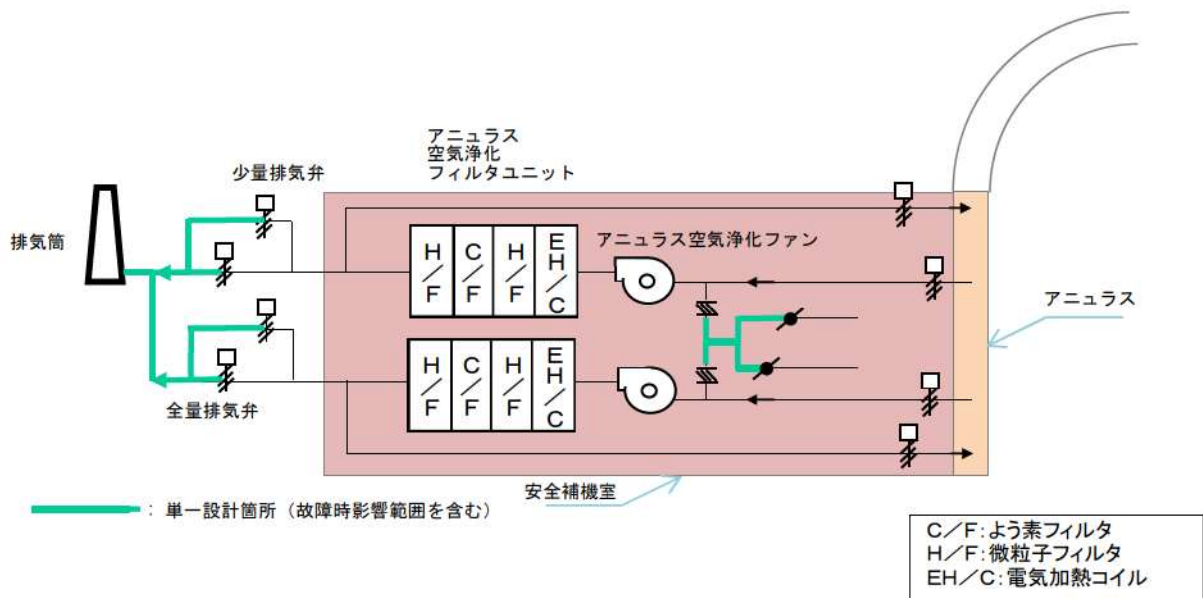 アニュラス
空気浄化
フィルタユニット
少量排気弁
排気筒
アニュラス空気浄化ファン
H/F
C/F
H/F
EH/C
アニュラス
H/F
C/F
H/F
EH/C
全量排気弁
安全補機室
:単一設計箇所(故障時影響範囲を含む)
C/F:よう素フィルタ
H/F:微粒子フィルタ
EH/C:電気加熱コイル